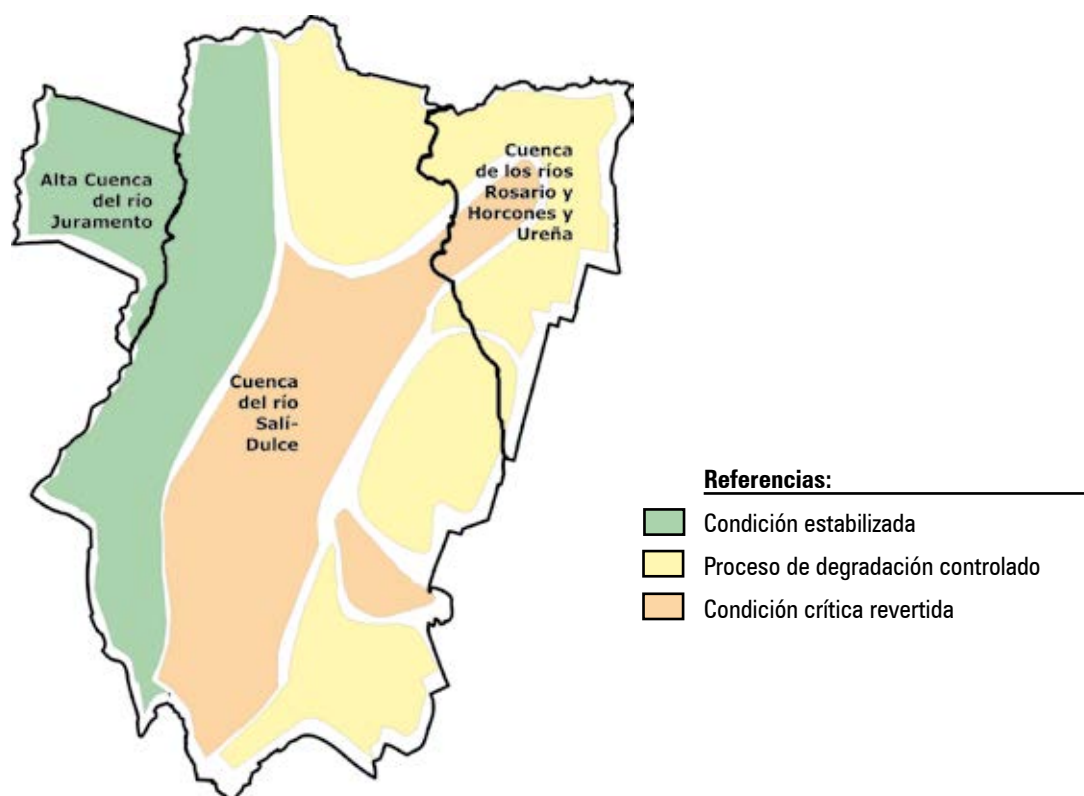 Alta Cuenca
del río
Juramento
Cuenca
de los ríos
Rosario y
Horcones y
Ureña
Cuenca
del río
Salí-
Dulce
Referencias:
Condición estabilizada
Proceso de degradación controlado
Condición crítica revertida